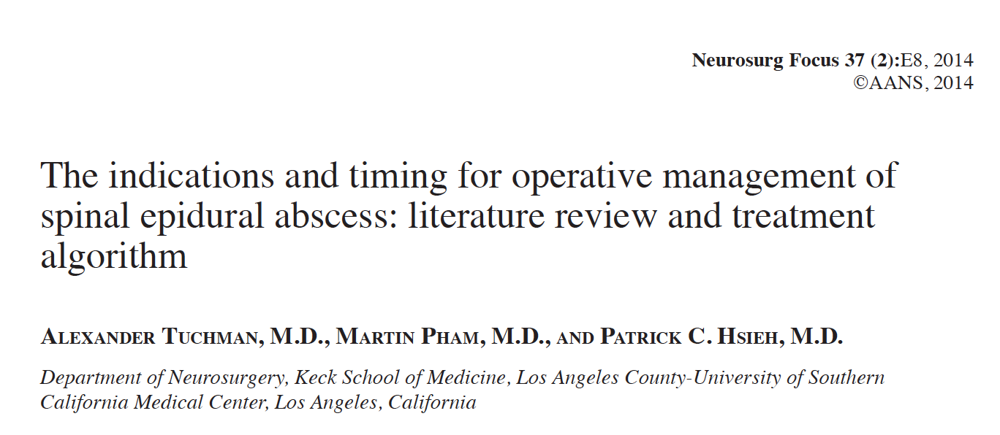 Neurosurg Focus 37 (2):E8, 2014
©AANS, 2014
The indications and timing for operative management of
spinal epidural abscess: literature review and treatment
algorithm
Alexander Tuchman, M.D., Martin Pham, M.D., and Patrick C. Hsieh, M.D.
Department of Neurosurgery, Keck School of Medicine, Los Angeles County-University of Southern
California Medical Center, Los Angeles, California